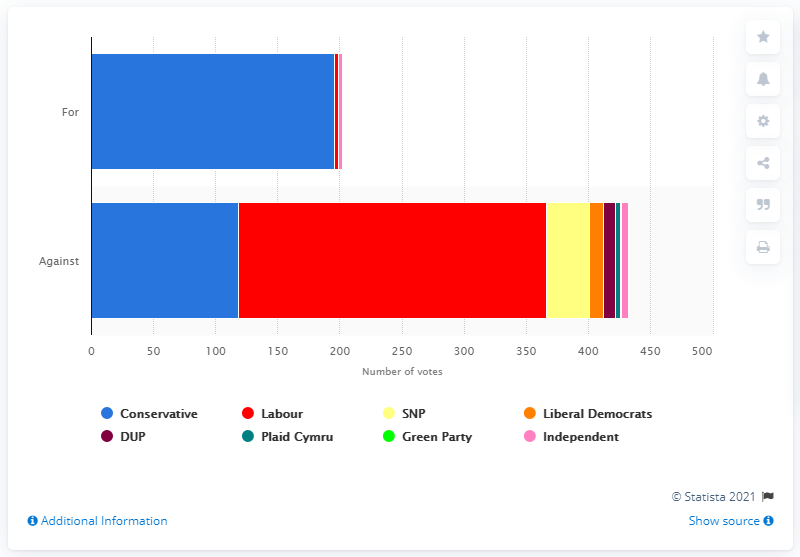 For
Against
0 50 100 150 200 250 300 350 400 450 500
Number of votes
Conservative Labour SNP Liberal Democrats
DUP Plaid Cymru Green Party Independent
© Statista 2021
Additional Information Show source